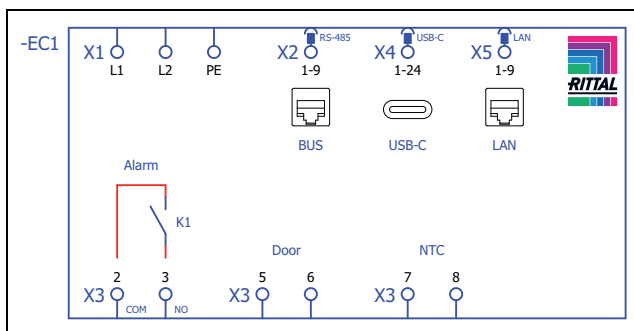 -EC1
X1 L1 L2 PE
X2 RS-485 1-9
X4 USB-C 1-24
X5 LAN 1-9
RITTAL
BUS
USB-C
LAN
Alarm
K1
Door
NTC
X3 2 COM 3 NO
X3 5 6
X3 7 8